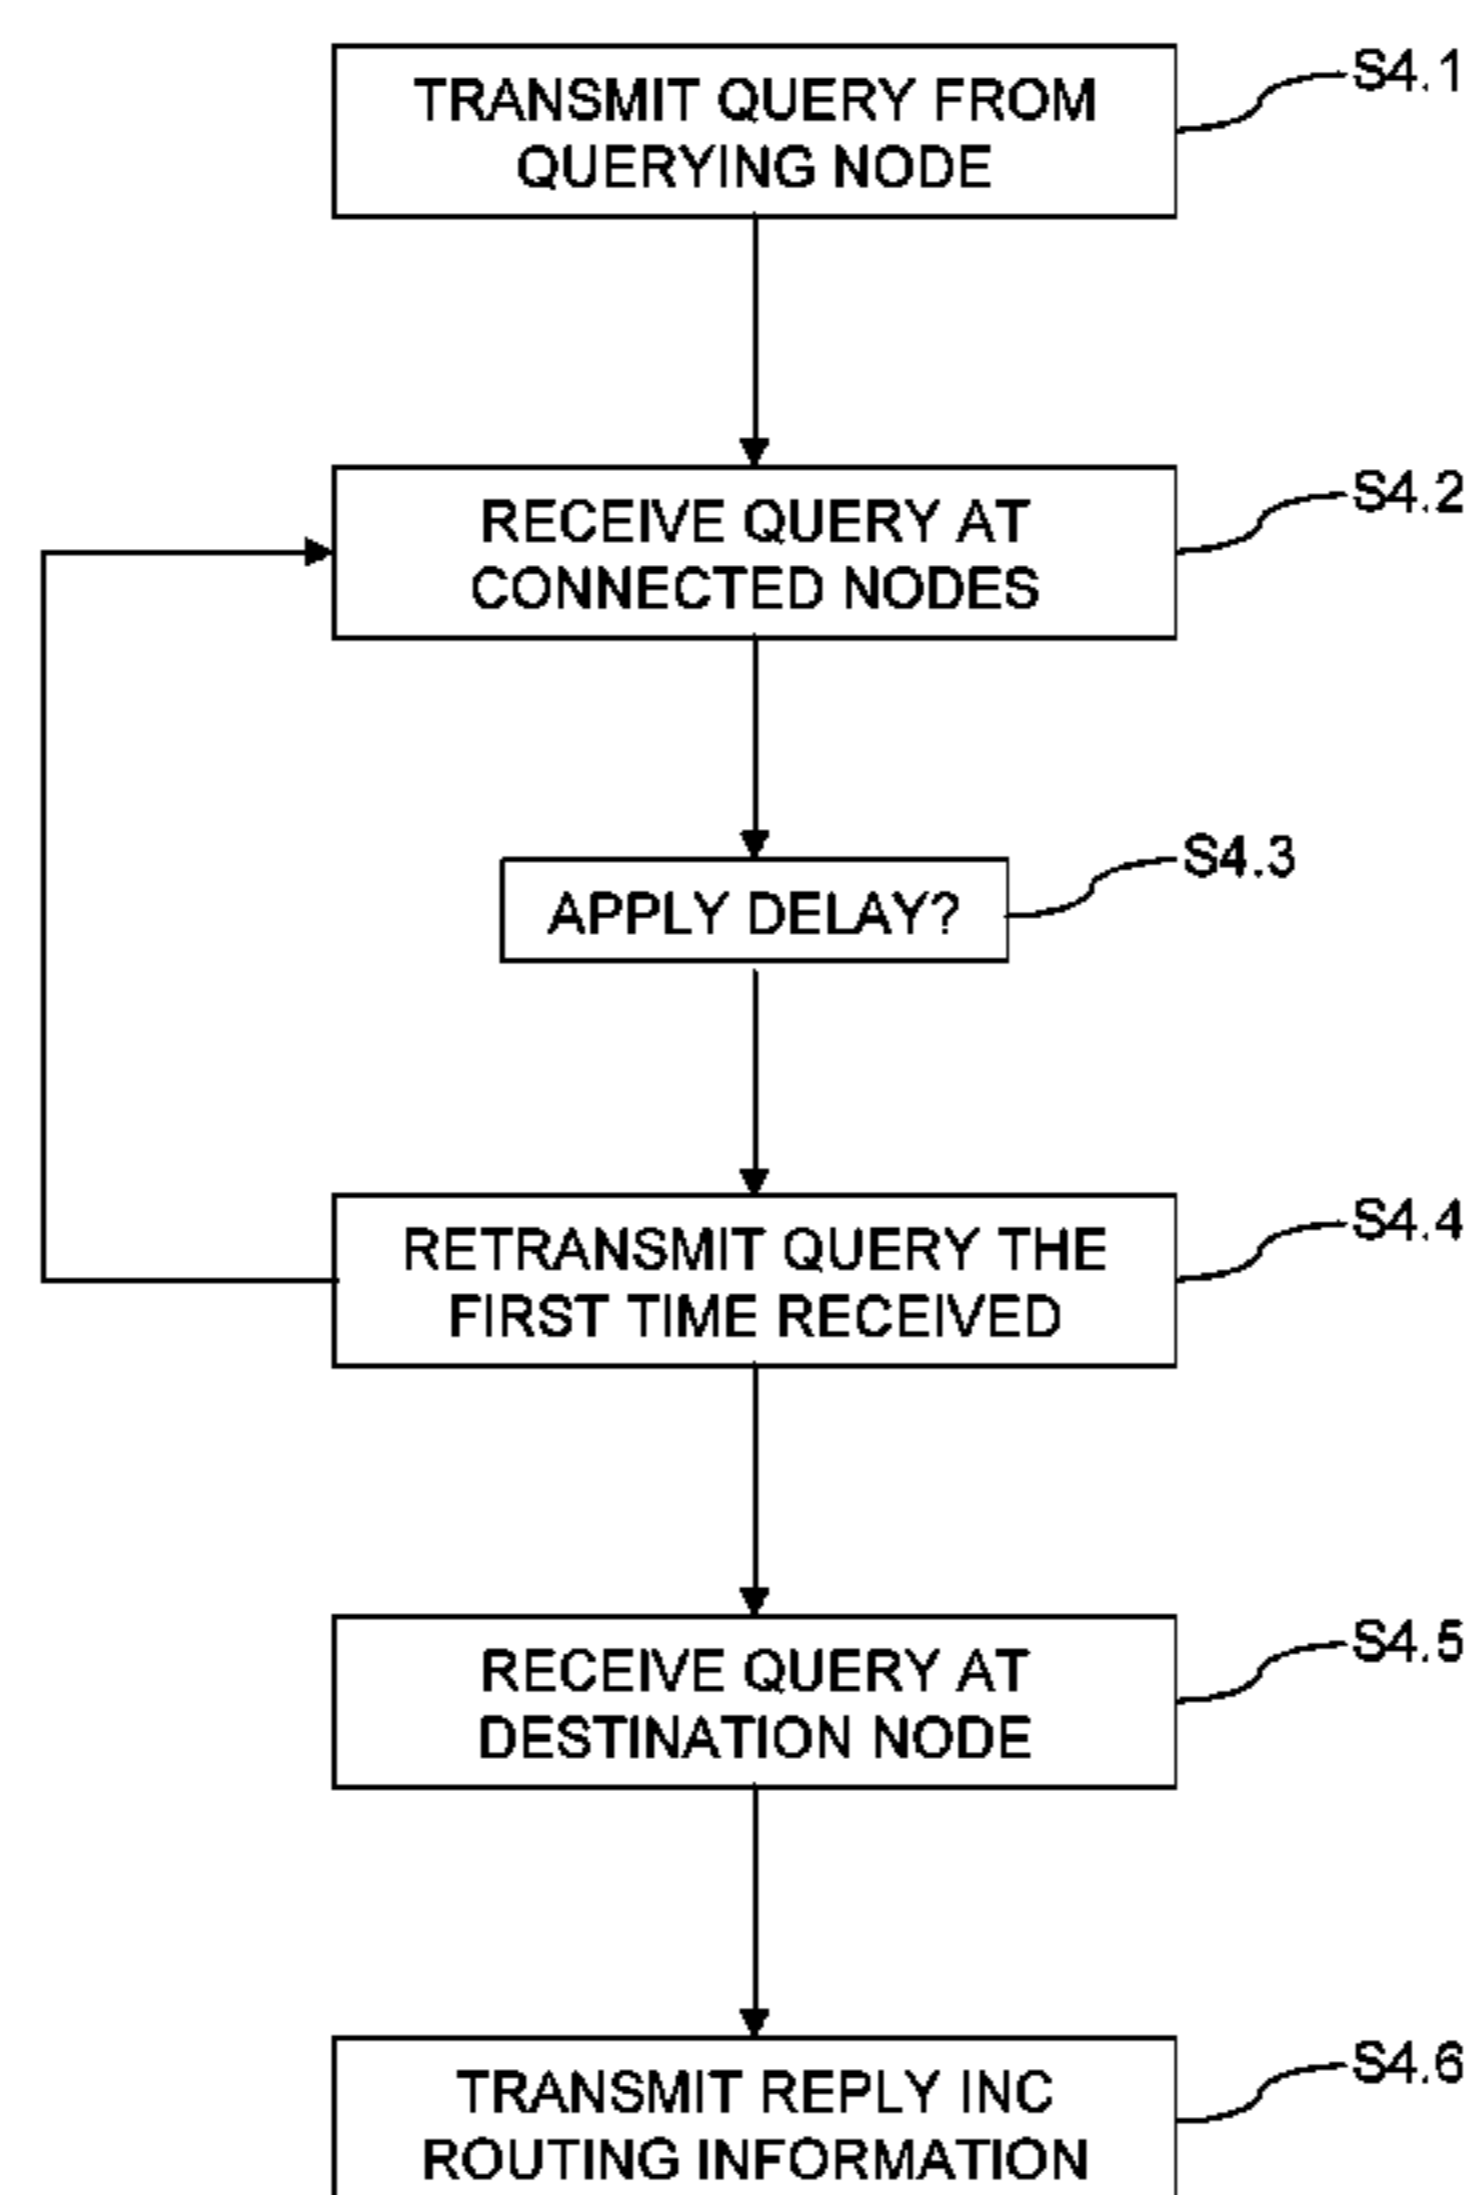 TRANSMIT QUERY FROM
QUERYING NODE
S4.1
RECEIVE QUERY AT
CONNECTED NODES
S4.2
APPLY DELAY?
S4.3
RETRANSMIT QUERY THE
FIRST TIME RECEIVED
S4.4
RECEIVE QUERY AT
DESTINATION NODE
S4.5
TRANSMIT REPLY INC
ROUTING INFORMATION
S4.6